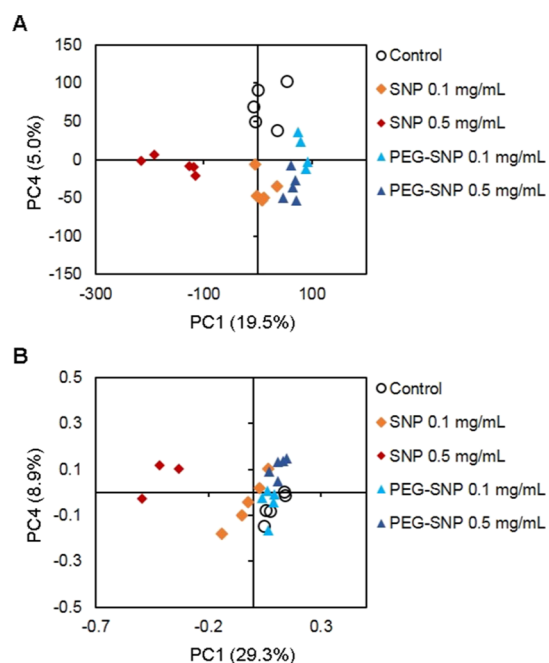 A
150
100
50
0
-50
-100
-150
-300
-100
100
PC4 (5.0%)
PC1 (19.5%)
Control
SNP 0.1 mg/mL
SNP 0.5 mg/mL
PEG-SNP 0.1 mg/mL
PEG-SNP 0.5 mg/mL
B
0.5
0.3
0.1
-0.1
-0.3
-0.5
-0.7
-0.2
0.3
PC4 (8.9%)
PC1 (29.3%)
Control
SNP 0.1 mg/mL
SNP 0.5 mg/mL
PEG-SNP 0.1 mg/mL
PEG-SNP 0.5 mg/mL